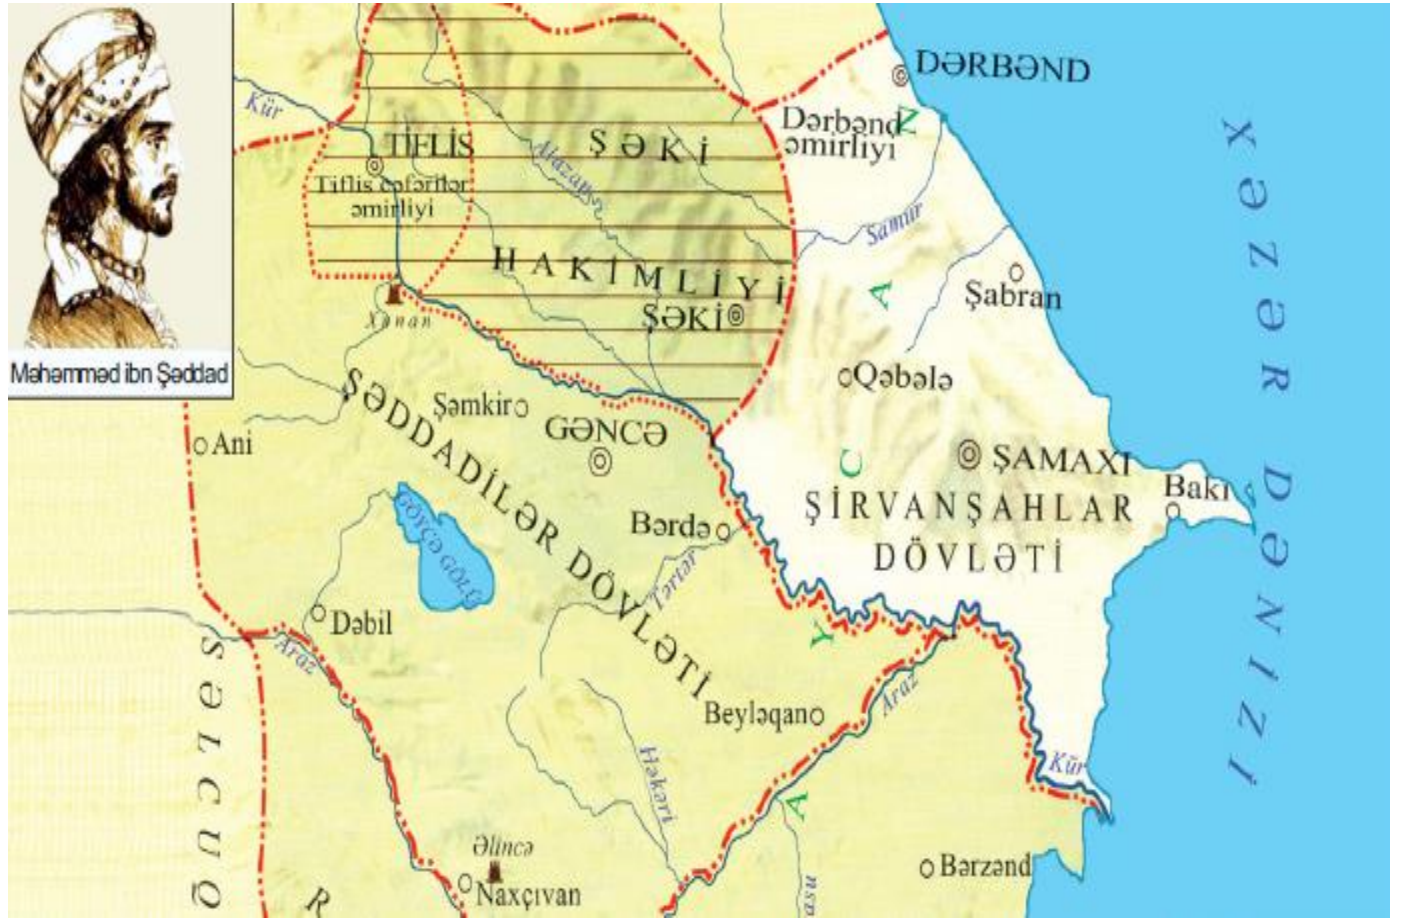 Məhəmməd ibn Şəddad
DƏRBƏND
Kür
Dərbənd
əmirliyi
ŞƏKİ
TİFLİS
Tiflis cəfərilər
əmirliyi
Samur
XƏZƏR DƏNİZİ
HAKİMLİYİ
Şabran
ŞƏKİ
Xunan
Qəbələ
ŞƏDDADİLƏR DÖVLƏTİ
Şəmkir
GƏNCƏ
Ani
ŞAMAXI
Bakı
ŞİRVANŞAHLAR
DÖVLƏTİ
GÖYÇƏ GÖLÜ
Bərdə
Tərtər
Dəbil
Araz
Beyləqan
Araz
Həkəri
Kür
Əlincə
Naxçıvan
Bərzənd
N
A
C
Y
A
R